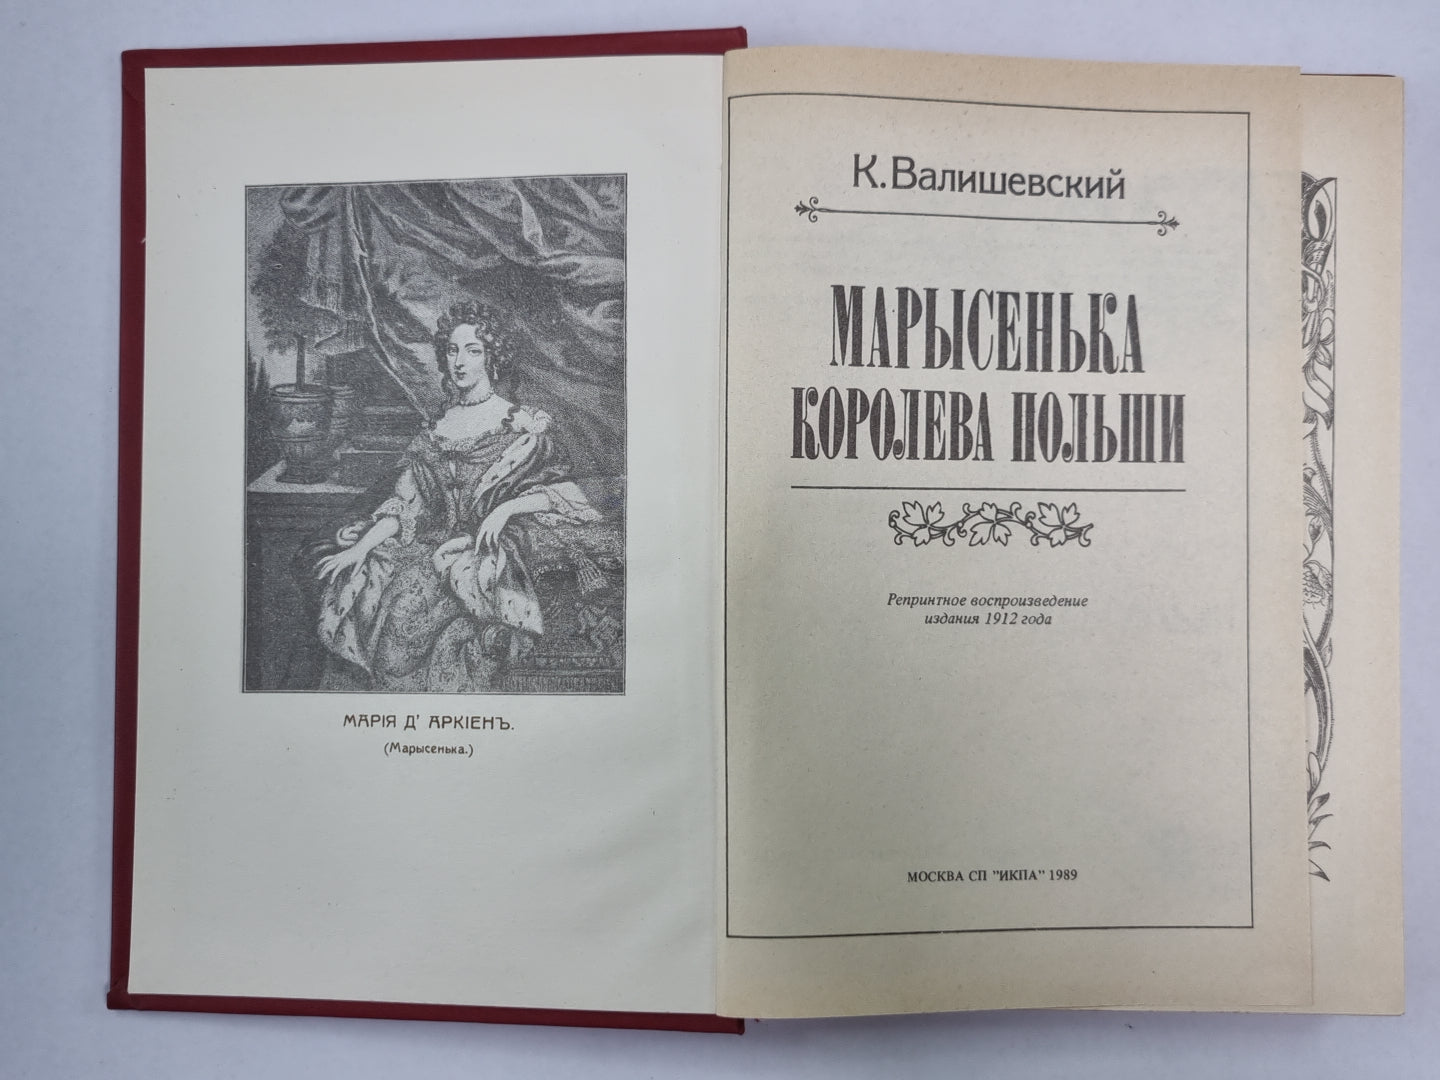 МАРІЯ Д' АРКІЕНЪ.
(Марысенька.)
К.Валишевский
МАРЫСЕНЬКА
КОРОЛЕВА ПОЛЬШИ
Репринтное воспроизведение
издания 1912 года
МОСКВА СП "ИКПА" 1989